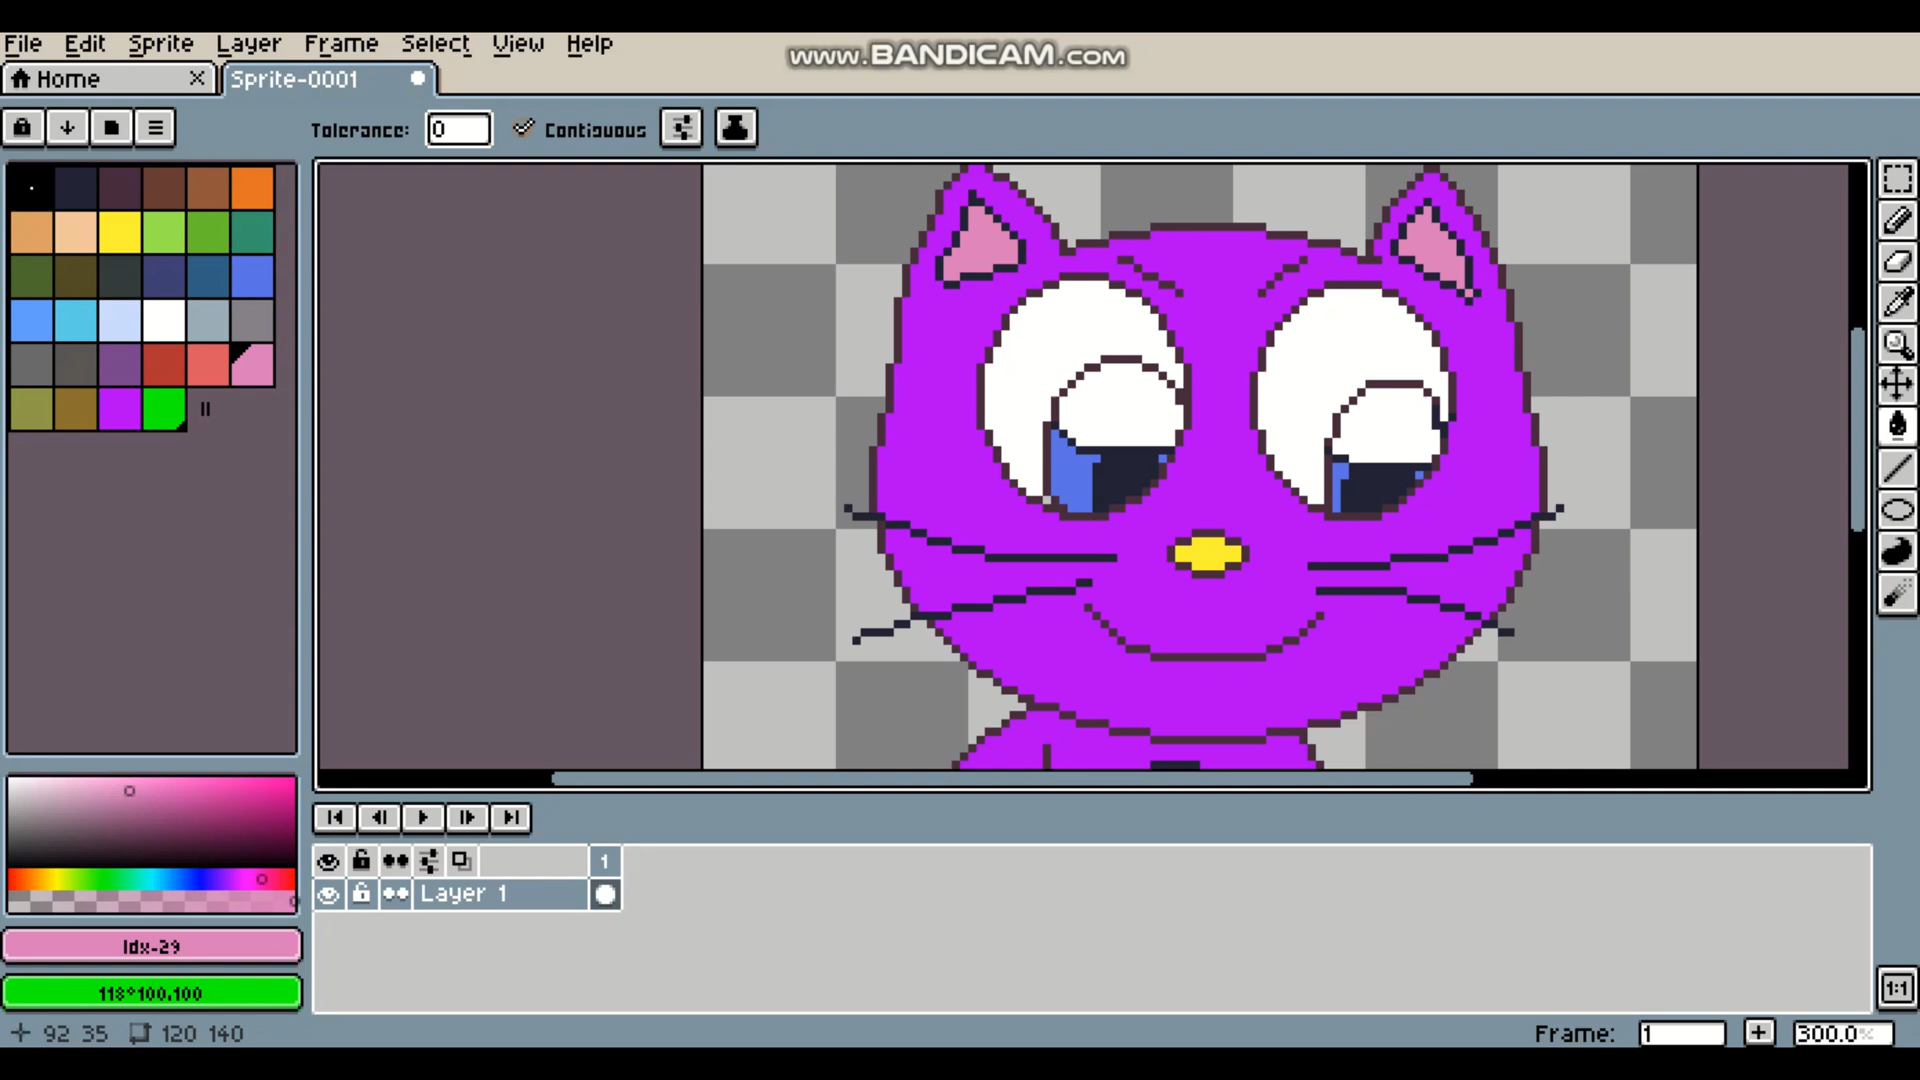 File Edit Sprite Layer Frame Select View Help
www.BANDICAM.com
Home
Sprite-0001
Tolerance: 0 Contiguous
1
Layer 1
Idx-29
118°100,100
92 35 120 140
Frame: 1 300.0%
1:1